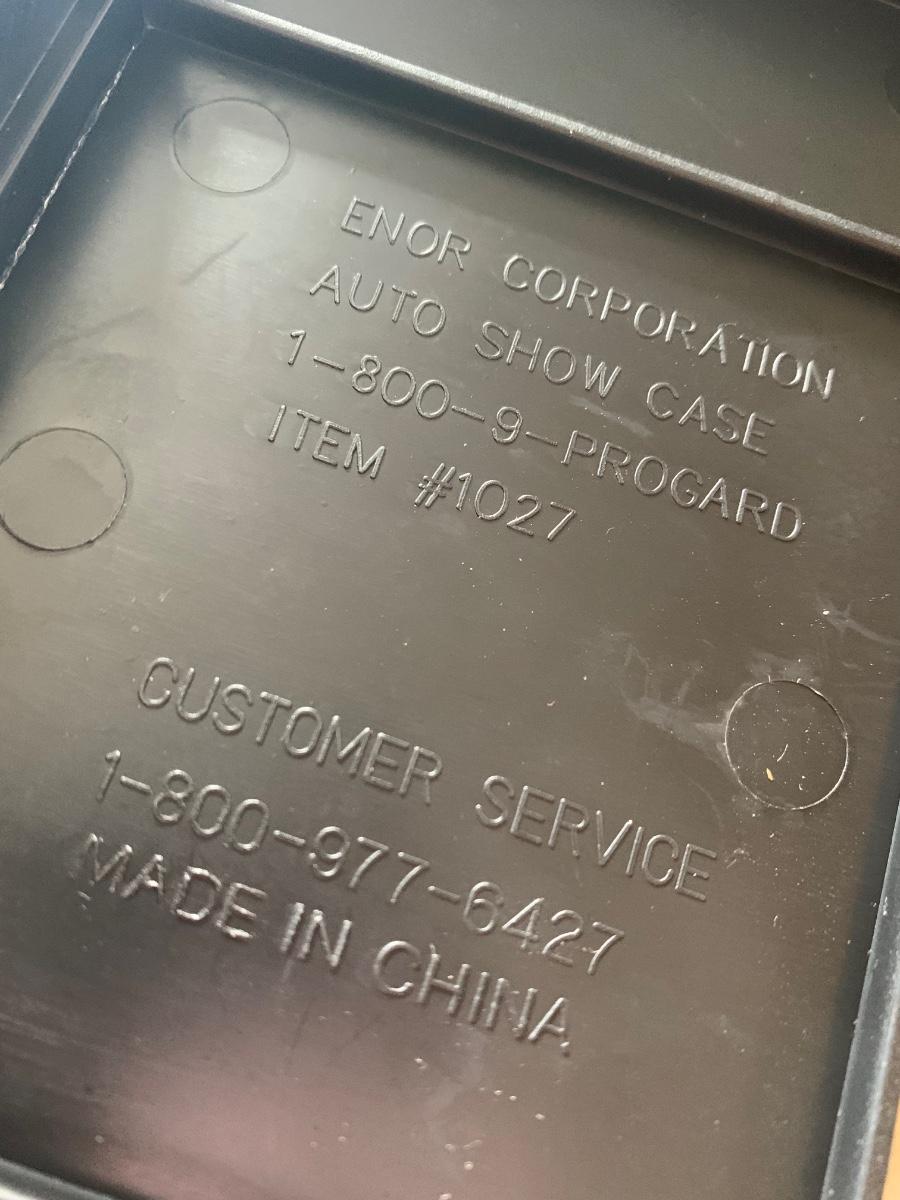 ENOR CORPORATION
AUTO SHOW CASE
1-800-9-PROGARD
ITEM #1027
CUSTOMER SERVICE
1-800-977-6427
MADE IN CHINA